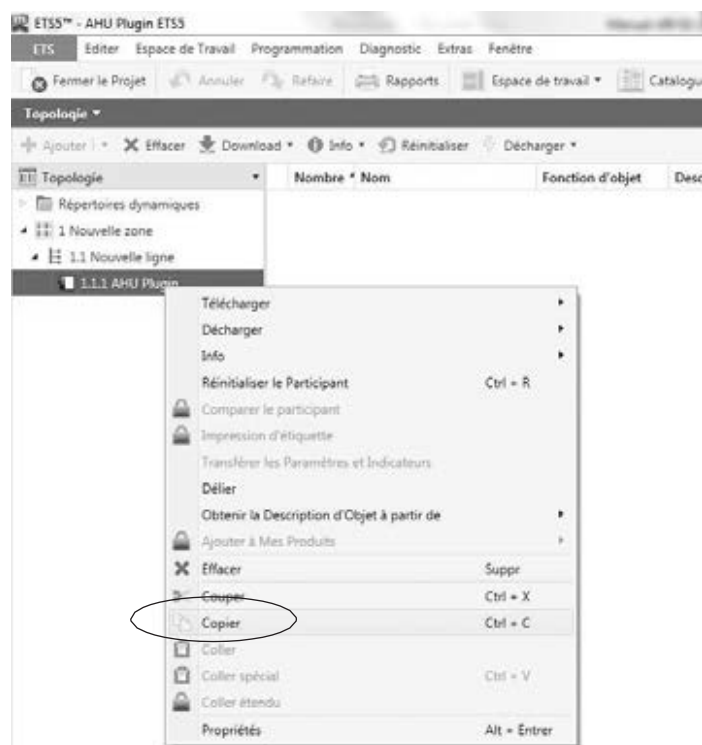 ETS5™ - AHU Plugin ETS5
ETS Editer Espace de Travail Programmation Diagnostic Extras Fenêtre
Fermer le Projet Annuler Refaire Rapports Espace de travail Catalogu
Topologie
Ajouter Effacer Download Info Réinitialiser Décharger
Topologie Nombre Nom Fonction d'objet Desc
Répertoires dynamiques
1 Nouvelle zone
1.1 Nouvelle ligne
1.1.1 AHU Plugin
Télécharger
Décharger
Info
Réinitialiser le Participant Ctrl + R
Comparer le participant
Impression d'étiquette
Transférer les Paramètres et Indicateurs
Délier
Obtenir la Description d'Objet à partir de
Ajouter à Mes Produits
Effacer Suppr
Couper Ctrl + X
Copier Ctrl + C
Coller
Coller spécial Ctrl + V
Coller étendu
Propriétés Alt + Entrer